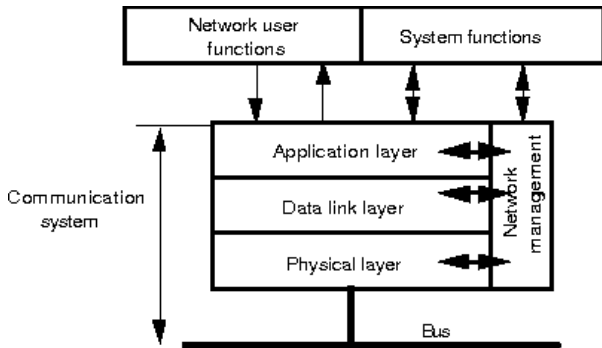 Network user
functions
System functions
Application layer
Communication
system
Data link layer
Physical layer
Network
management
Bus